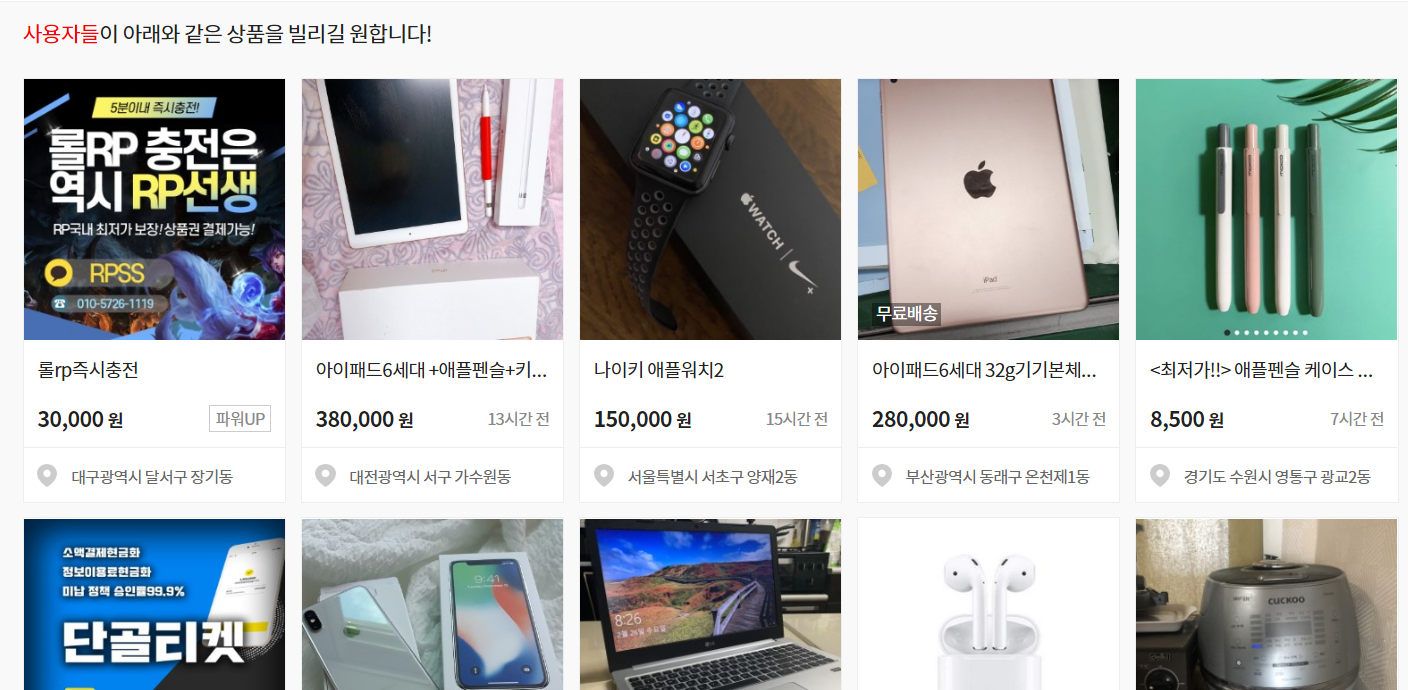 사용자들이 아래와 같은 상품을 빌리길 원합니다!
5분이내 즉시충전!
롤RP 충전은
역시 RP선생
RP국내 최저가 보장! 상품권 결제가능!
RPSS
010-5726-1119
WATCH
iPad
무료배송
롤rp즉시충전
아이패드6세대 +애플펜슬+키...
나이키 애플워치2
아이패드6세대 32g기기본체...
<최저가!!> 애플펜슬 케이스 ...
30,000 원
파워UP
380,000 원
13시간 전
150,000 원
15시간 전
280,000 원
3시간 전
8,500 원
7시간 전
대구광역시 달서구 장기동
대전광역시 서구 가수원동
서울특별시 서초구 양재2동
부산광역시 동래구 온천제1동
경기도 수원시 영통구 광교2동
소액결제현금화
정보이용료현금화
미납 정책 승인률99.9%
단골티켓
9:41
8:26
2월 26일 수요일
LG
CUCKOO